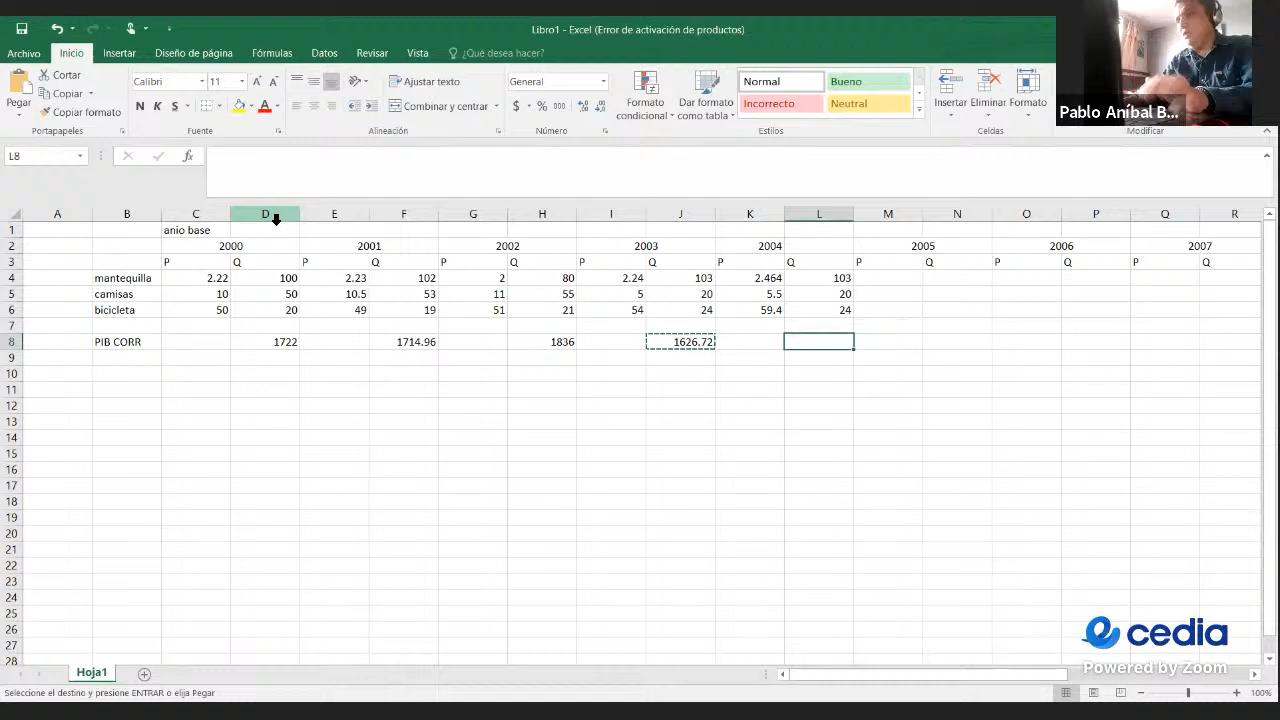 Libro1 - Excel (Error de activación de productos)
Archivo Inicio Insertar Diseño de página Fórmulas Datos Revisar Vista ¿Qué desea hacer?
Pegar
Cortar
Copiar
Copiar formato
Portapapeles
Calibri 11
N K S
Fuente
Ajustar texto
Combinar y centrar
Alineación
General
$ % 000
Número
Formato condicional
Dar formato como tabla
Normal Bueno
Incorrecto Neutral
Estilos
Insertar Eliminar Formato
Celdas
Modificar
Pablo Aníbal B...
L8 fx
A B C D E F G H I J K L M N O P Q R
1 anio base
2 2000 2001 2002 2003 2004 2005 2006 2007
3 P Q P Q P Q P Q P Q P Q P Q P Q
4 mantequilla 2.22 100 2.23 102 2 80 2.24 103 2.464 103
5 camisas 10 50 10.5 53 11 55 5 20 5.5 20
6 bicicleta 50 20 49 19 51 21 54 24 59.4 24
7
8 PIB CORR 1722 1714.96 1836 1626.72
9
10
11
12
13
14
15
16
17
18
19
20
21
22
23
24
25
26
27
28
cedia
Powered by Zoom
Hoja1
Seleccione el destino y presione ENTRAR o elija Pegar
100%